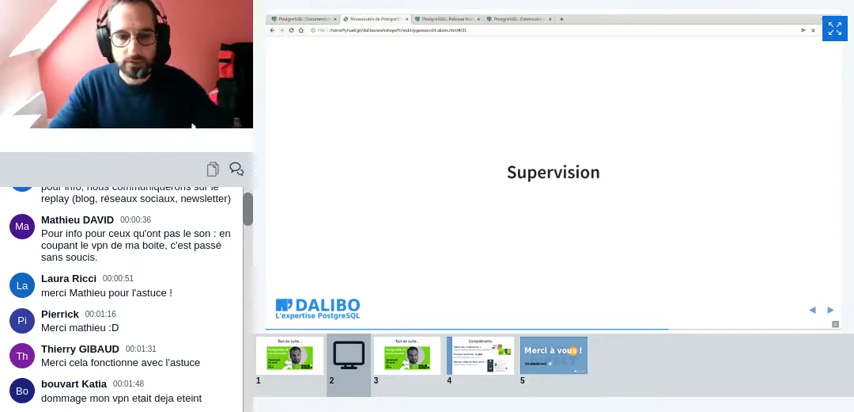 pour info, nous communiquerons sur le
replay (blog, réseaux sociaux, newsletter)
Ma
Mathieu DAVID 00:00:36
Pour info pour ceux qu'ont pas le son : en
coupant le vpn de ma boite, c'est passé
sans soucis.
La
Laura Ricci 00:00:51
merci Mathieu pour l'astuce !
Pi
Pierrick 00:01:16
Merci mathieu :D
Th
Thierry GIBAUD 00:01:31
Merci cela fonctionne avec l'astuce
Bo
bouvart Katia 00:01:48
dommage mon vpn etait deja eteint
Supervision
DALIBO
L'expertise PostgreSQL
Merci à vous !
1
2
3
4
5